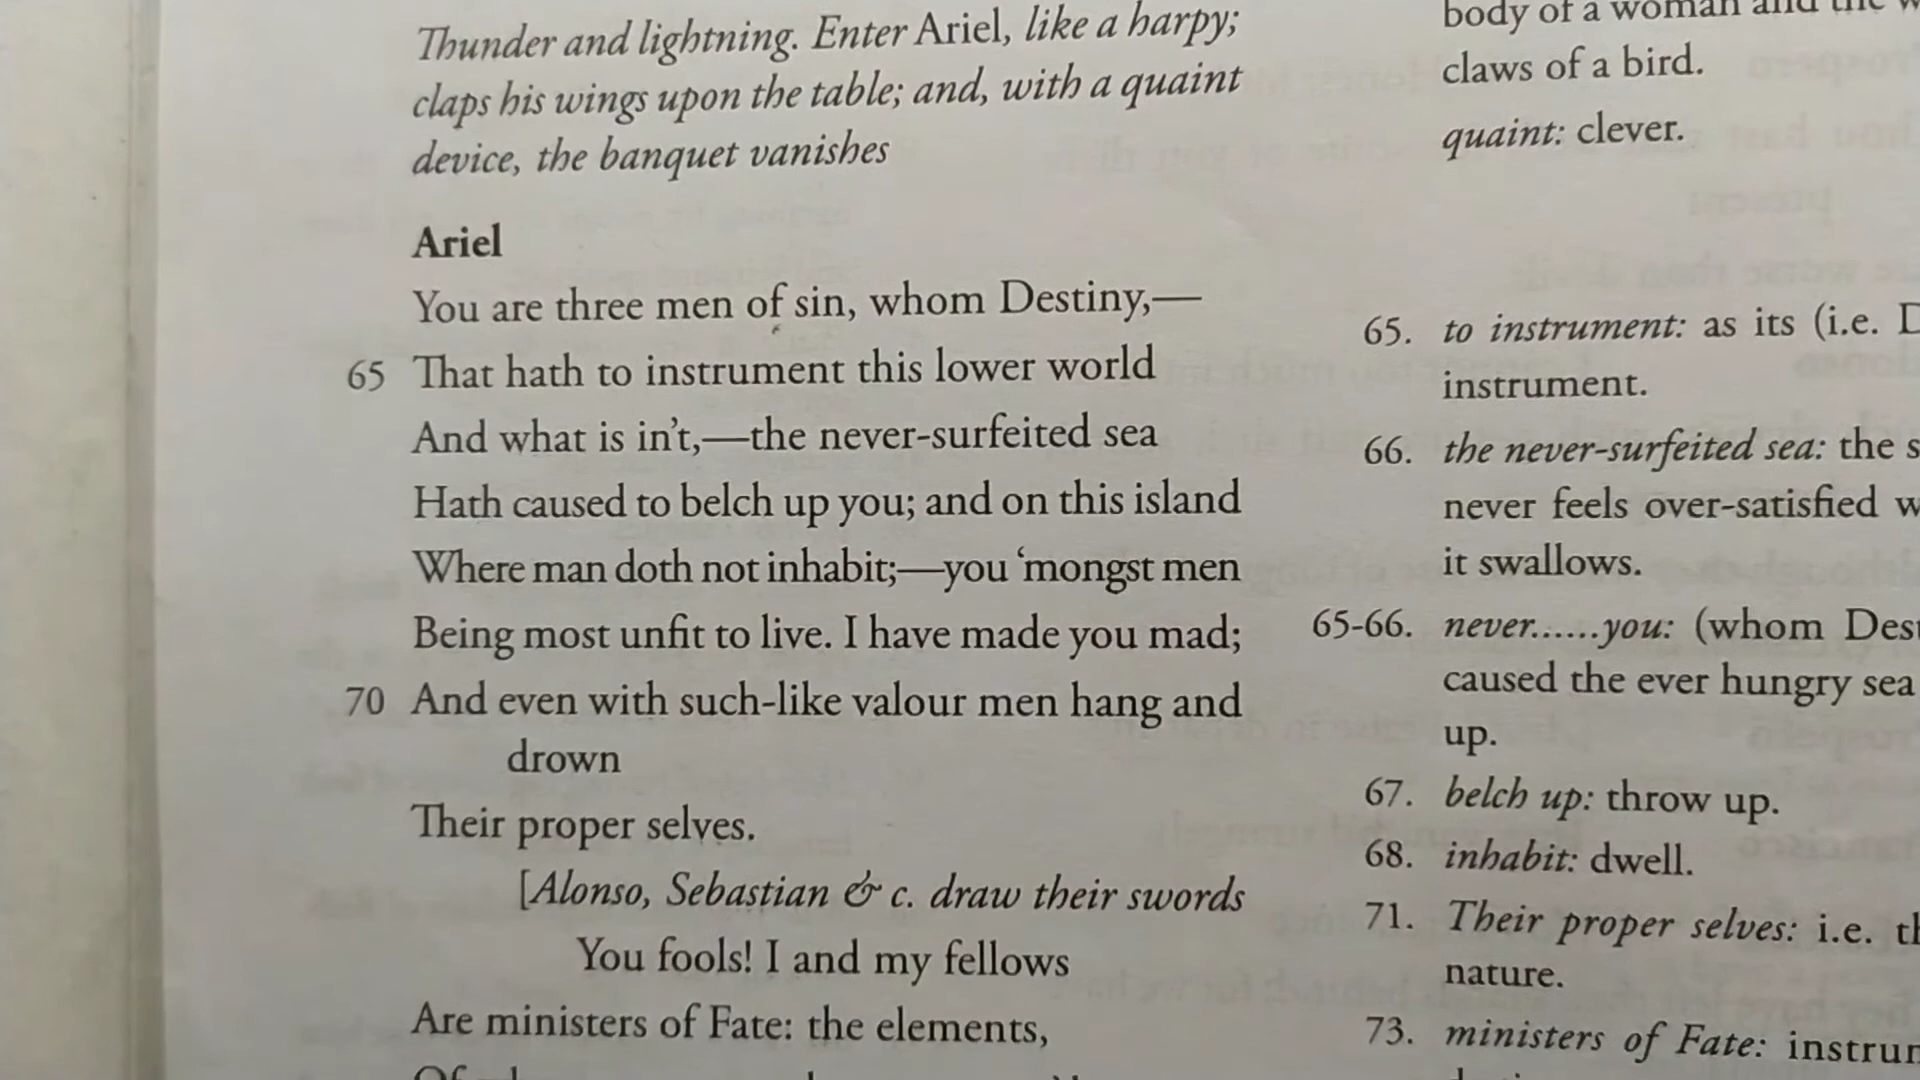 Thunder and lightning. Enter Ariel, like a harpy;
claps his wings upon the table; and, with a quaint
device, the banquet vanishes
Ariel
You are three men of sin, whom Destiny,—
65 That hath to instrument this lower world
And what is in't,—the never-surfeited sea
Hath caused to belch up you; and on this island
Where man doth not inhabit;—you ‘mongst men
Being most unfit to live. I have made you mad;
70 And even with such-like valour men hang and
drown
Their proper selves.
[Alonso, Sebastian & c. draw their swords
You fools! I and my fellows
Are ministers of Fate: the elements,
body of a woman and the
claws of a bird.
quaint: clever.
65. to instrument: as its (i.e.
instrument.
66. the never-surfeited sea: the
never feels over-satisfied
it swallows.
65-66. never......you: (whom
caused the ever hungry sea
up.
67. belch up: throw up.
68. inhabit: dwell.
71. Their proper selves: i.e.
nature.
73. ministers of Fate: